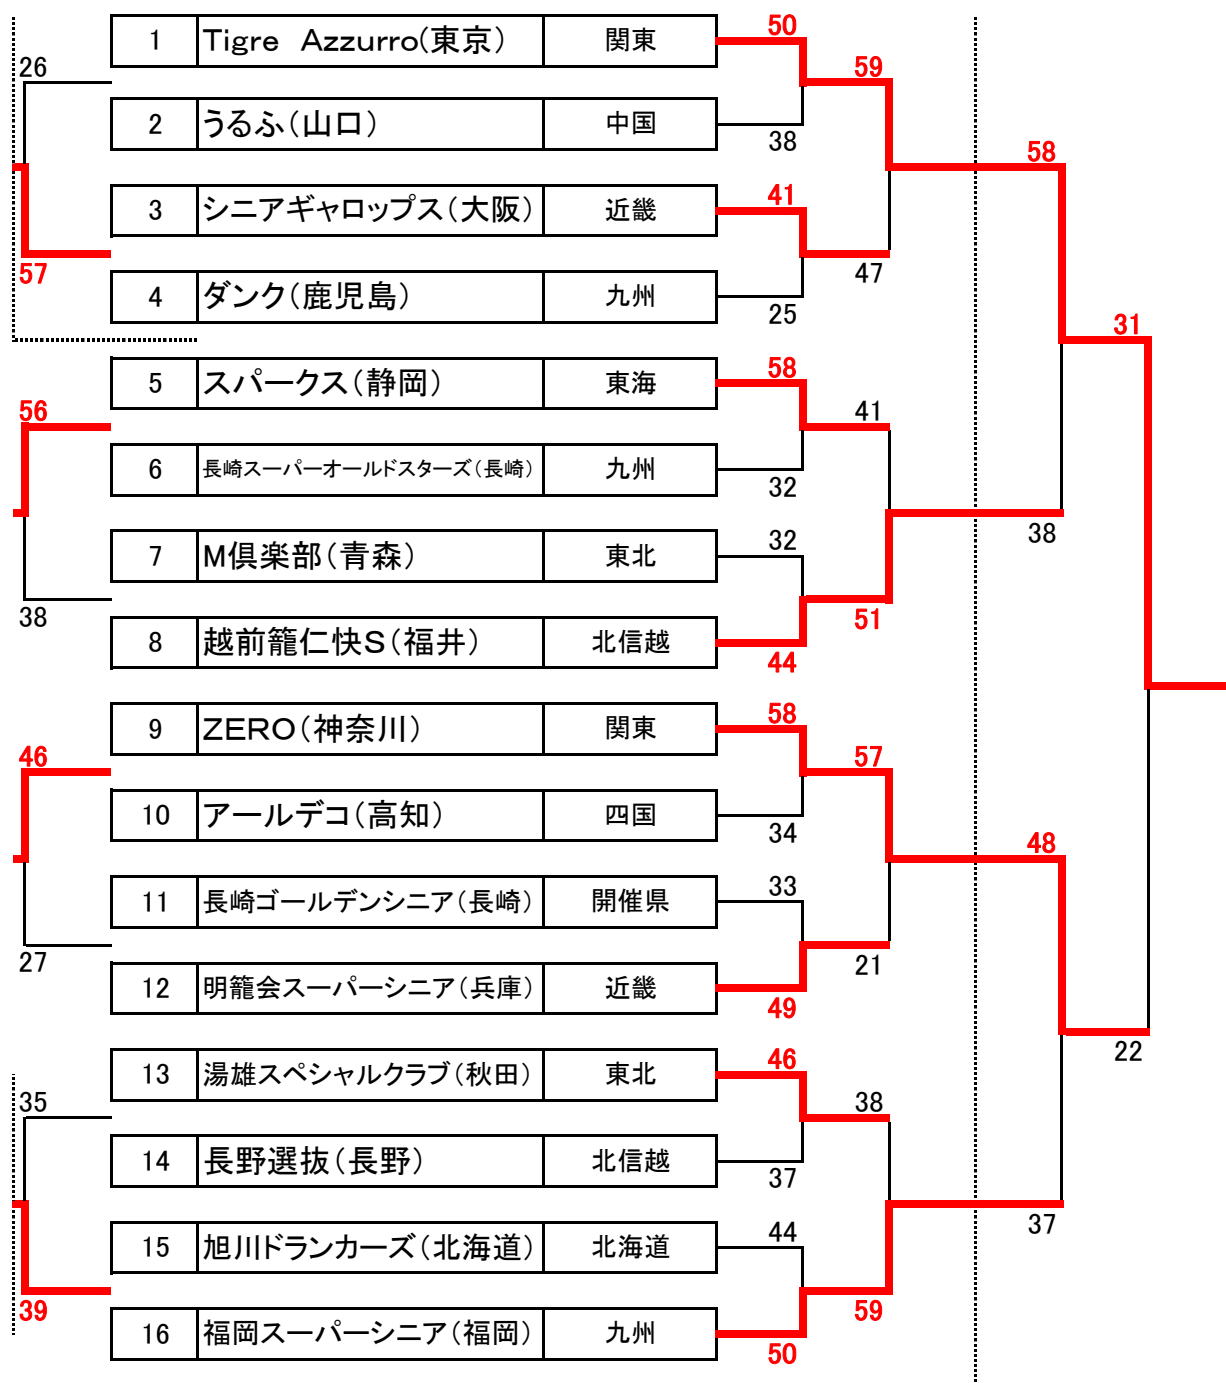 50
1 Tigre Azzurro(東京) 関東
26
59
2 うるふ(山口) 中国
38
58
3 シニアギャロップス(大阪) 近畿
41
57
47
4 ダンク(鹿児島) 九州
25
31
5 スパークス(静岡) 東海
58
56
41
6 長崎スーパーオールドスターズ(長崎) 九州
32
7 M倶楽部(青森) 東北
32
38
38
51
8 越前籠仁快S(福井) 北信越
44
9 ZERO(神奈川) 関東
58
46
57
10 アールデコ(高知) 四国
34
48
11 長崎ゴールデンシニア(長崎) 開催県
33
27
21
12 明籠会スーパーシニア(兵庫) 近畿
49
22
13 湯雄スペシャルクラブ(秋田) 東北
46
35
38
14 長野選抜(長野) 北信越
37
37
15 旭川ドランカーズ(北海道) 北海道
44
39
59
16 福岡スーパーシニア(福岡) 九州
50